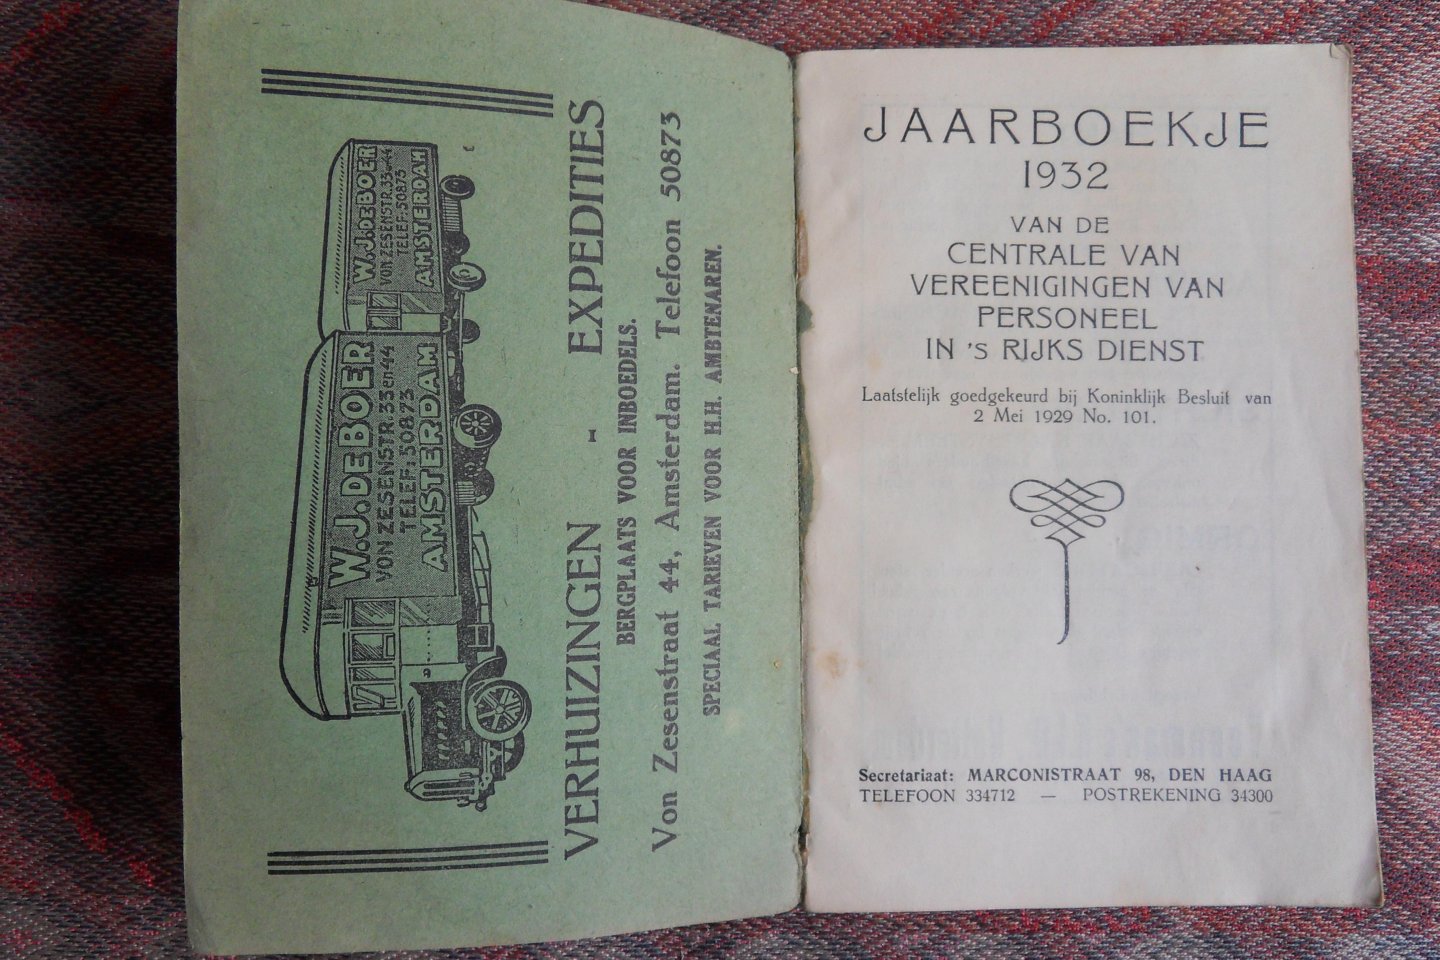 W.J. DE BOER
VON ZESENSTR. 33 en 44
TELEF: 50873
AMSTERDAM
W.J. DE BOER
VON ZESENSTR. 33 en 44
TELEF: 50873
AMSTERDAM
VERHUIZINGEN - EXPEDITIES
BERGPLAATS VOOR INBOEDELS.
Von Zesenstraat 44, Amsterdam. Telefoon 50873
SPECIAAL TARIEVEN VOOR H.H. AMBTENAREN.
JAARBOEKJE
1932
VAN DE
CENTRALE VAN
VEREENIGINGEN VAN
PERSONEEL
IN 's RIJKS DIENST
Laatstelijk goedgekeurd bij Koninklijk Besluit van
2 Mei 1929 No. 101.
Secretariaat: MARCONISTRAAT 98, DEN HAAG
TELEFOON 334712 — POSTREKENING 34300